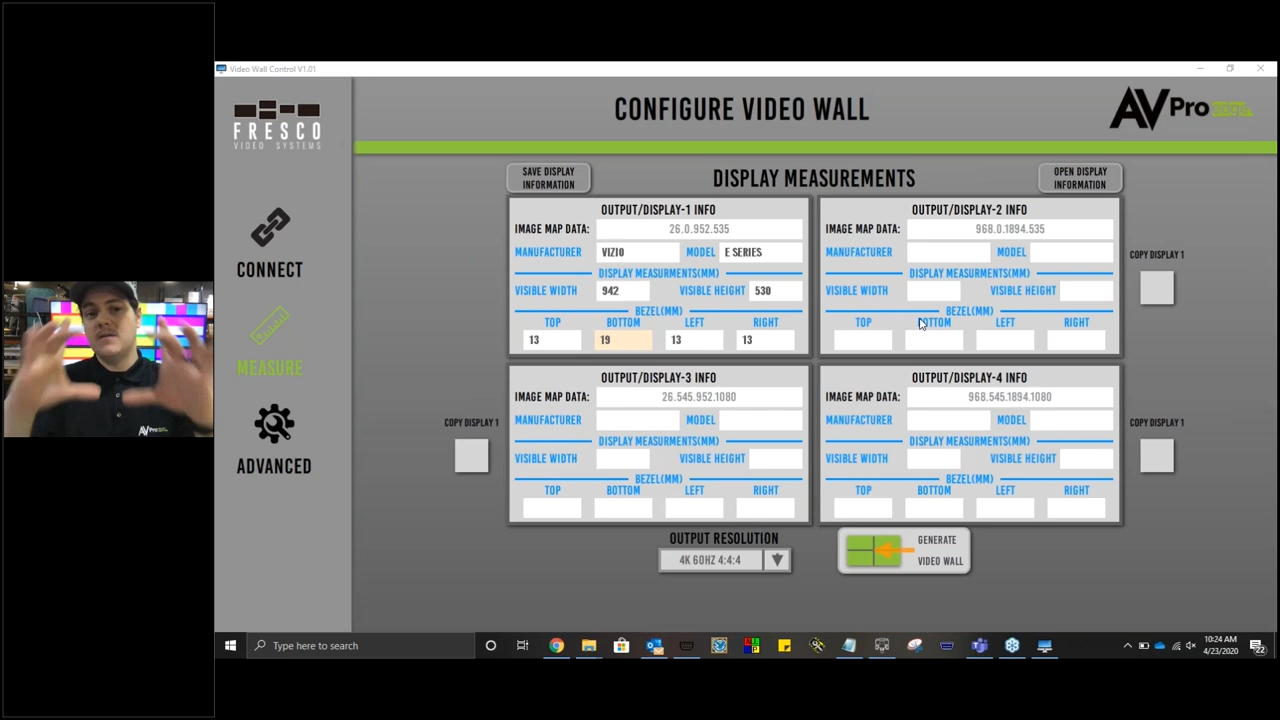 Video Wall Control V1.01
FRESCO
VIDEO SYSTEMS
CONNECT
MEASURE
ADVANCED
CONFIGURE VIDEO WALL
AVPro edge
SAVE DISPLAY
INFORMATION
DISPLAY MEASUREMENTS
OPEN DISPLAY
INFORMATION
OUTPUT/DISPLAY-1 INFO
IMAGE MAP DATA: 26.0.952.535
MANUFACTURER VIZIO MODEL E SERIES
DISPLAY MEASURMENTS(MM)
VISIBLE WIDTH 942 VISIBLE HEIGHT 530
BEZEL(MM)
TOP BOTTOM LEFT RIGHT
13 19 13 13
OUTPUT/DISPLAY-2 INFO
IMAGE MAP DATA: 968.0.1894.535
MANUFACTURER MODEL
DISPLAY MEASURMENTS(MM)
VISIBLE WIDTH VISIBLE HEIGHT
BEZEL(MM)
TOP BOTTOM LEFT RIGHT
COPY DISPLAY 1
OUTPUT/DISPLAY-3 INFO
IMAGE MAP DATA: 26.545.952.1080
MANUFACTURER MODEL
DISPLAY MEASURMENTS(MM)
VISIBLE WIDTH VISIBLE HEIGHT
BEZEL(MM)
TOP BOTTOM LEFT RIGHT
COPY DISPLAY 1
OUTPUT/DISPLAY-4 INFO
IMAGE MAP DATA: 968.545.1894.1080
MANUFACTURER MODEL
DISPLAY MEASURMENTS(MM)
VISIBLE WIDTH VISIBLE HEIGHT
BEZEL(MM)
TOP BOTTOM LEFT RIGHT
COPY DISPLAY 1
OUTPUT RESOLUTION
4K 60HZ 4:4:4
GENERATE
VIDEO WALL
AVPro
Type here to search
10:24 AM
4/23/2020
22